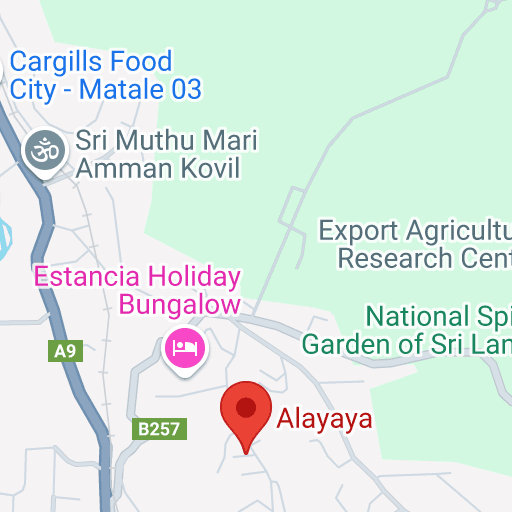 Cargills Food
City - Matale 03
Sri Muthu Mari
Amman Kovil
ॐ
Export Agricultu
Research Cent
Estancia Holiday
Bungalow
National Spi
Garden of Sri Lan
A9
B257
Alayaya